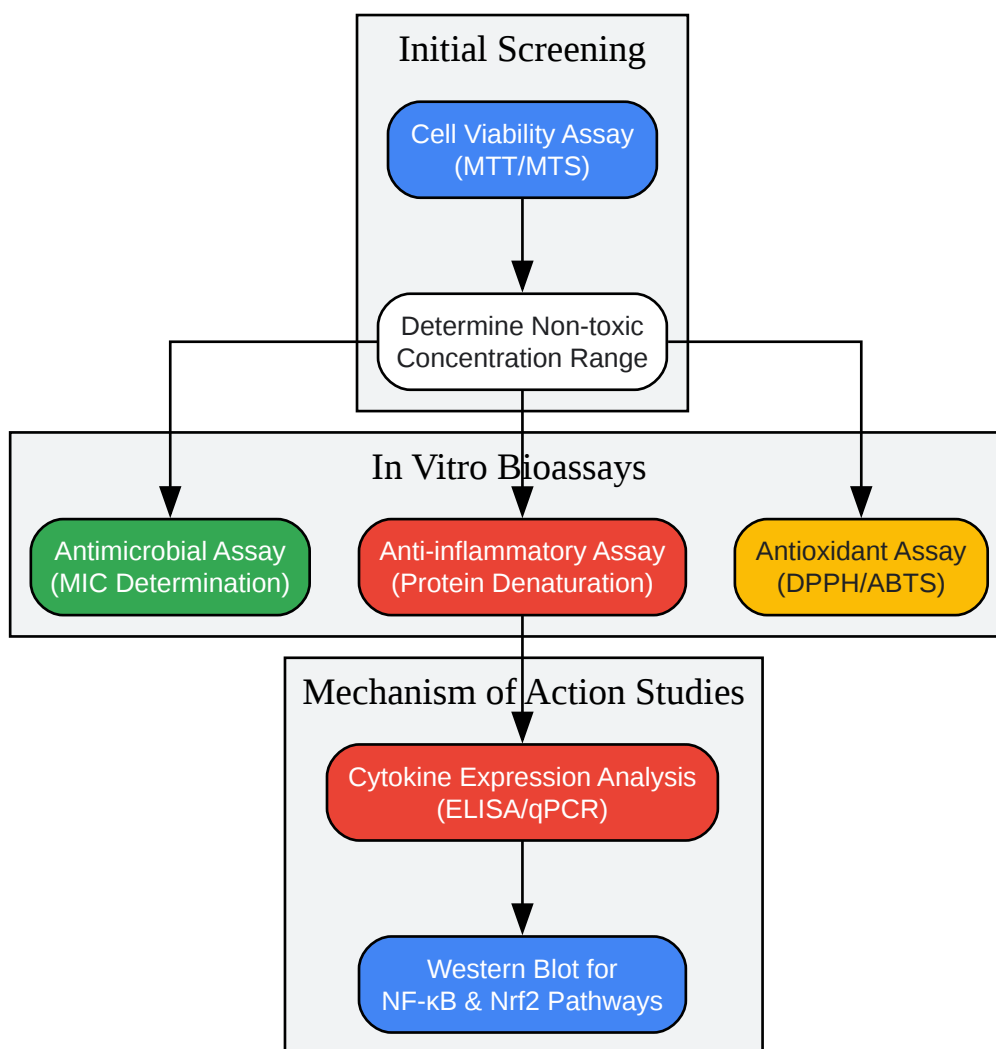 Initial Screening
Cell Viability Assay
(MTT/MTS)
Determine Non-toxic
Concentration Range
In Vitro Bioassays
Antimicrobial Assay
(MIC Determination)
Anti-inflammatory Assay
(Protein Denaturation)
Antioxidant Assay
(DPPH/ABTS)
Mechanism of Action Studies
Cytokine Expression Analysis
(ELISA/qPCR)
Western Blot for
NF-κB & Nrf2 Pathways